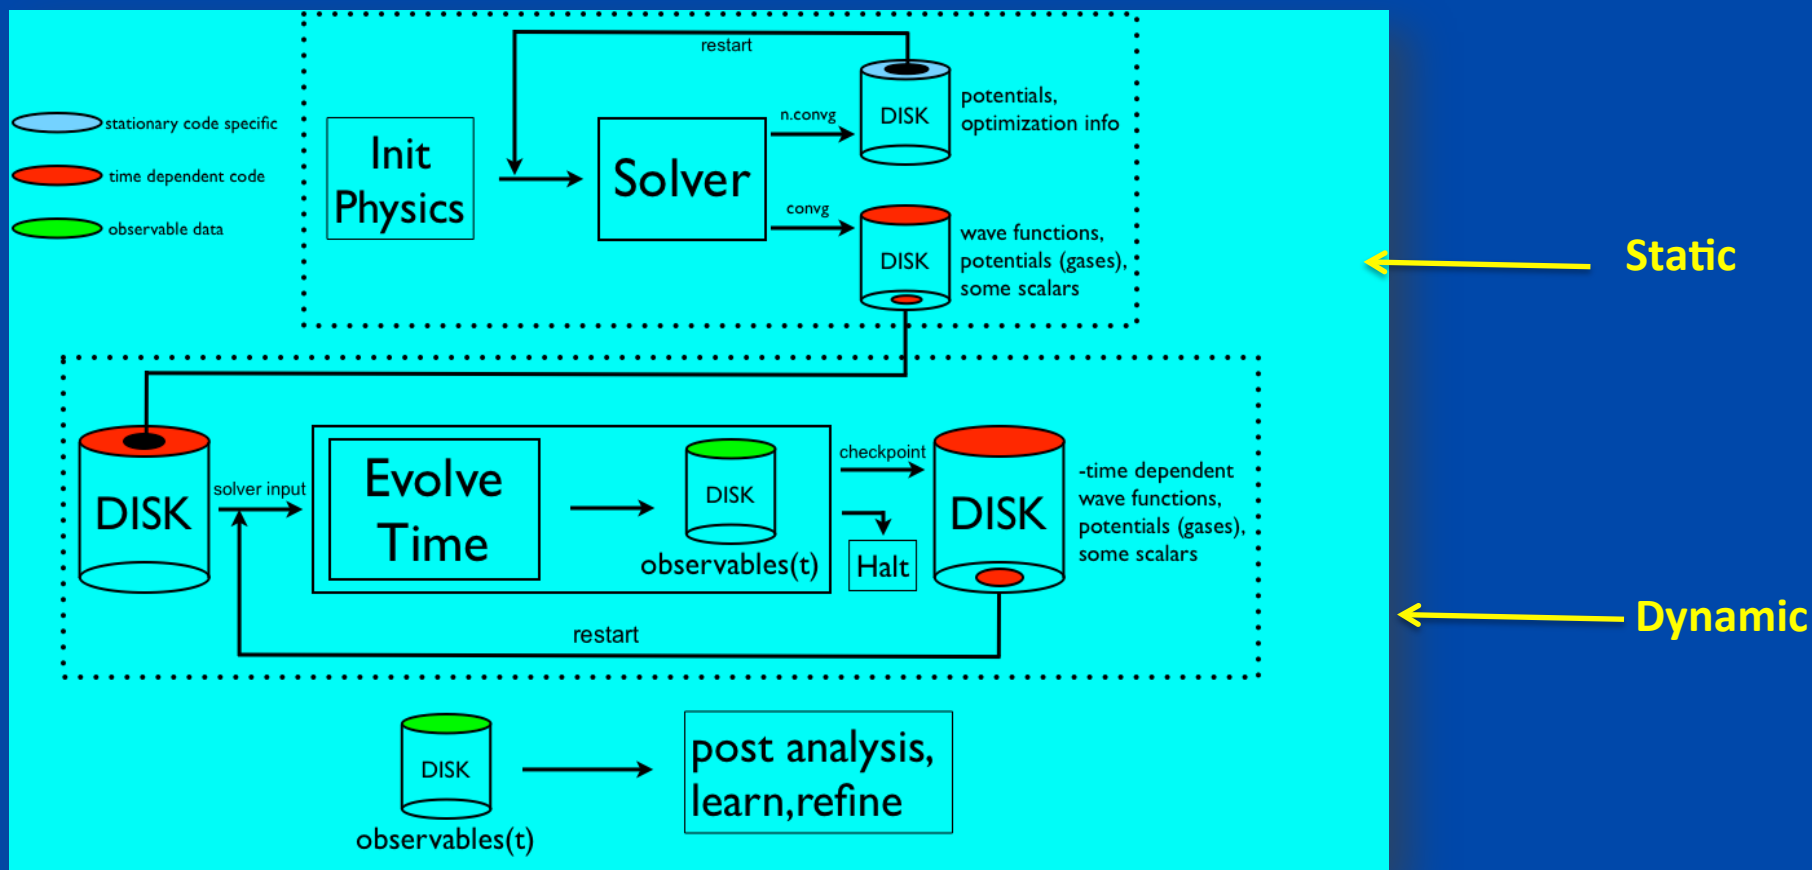 restart
stationary code specific
time dependent code
observable data
Init
Physics
Solver
n.convg
convg
DISK
potentials,
optimization info
DISK
wave functions,
potentials (gases),
some scalars
Static
DISK
solver input
Evolve
Time
DISK
observables(t)
checkpoint
Halt
DISK
-time dependent
wave functions,
potentials (gases),
some scalars
restart
Dynamic
DISK
observables(t)
post analysis,
learn,refine